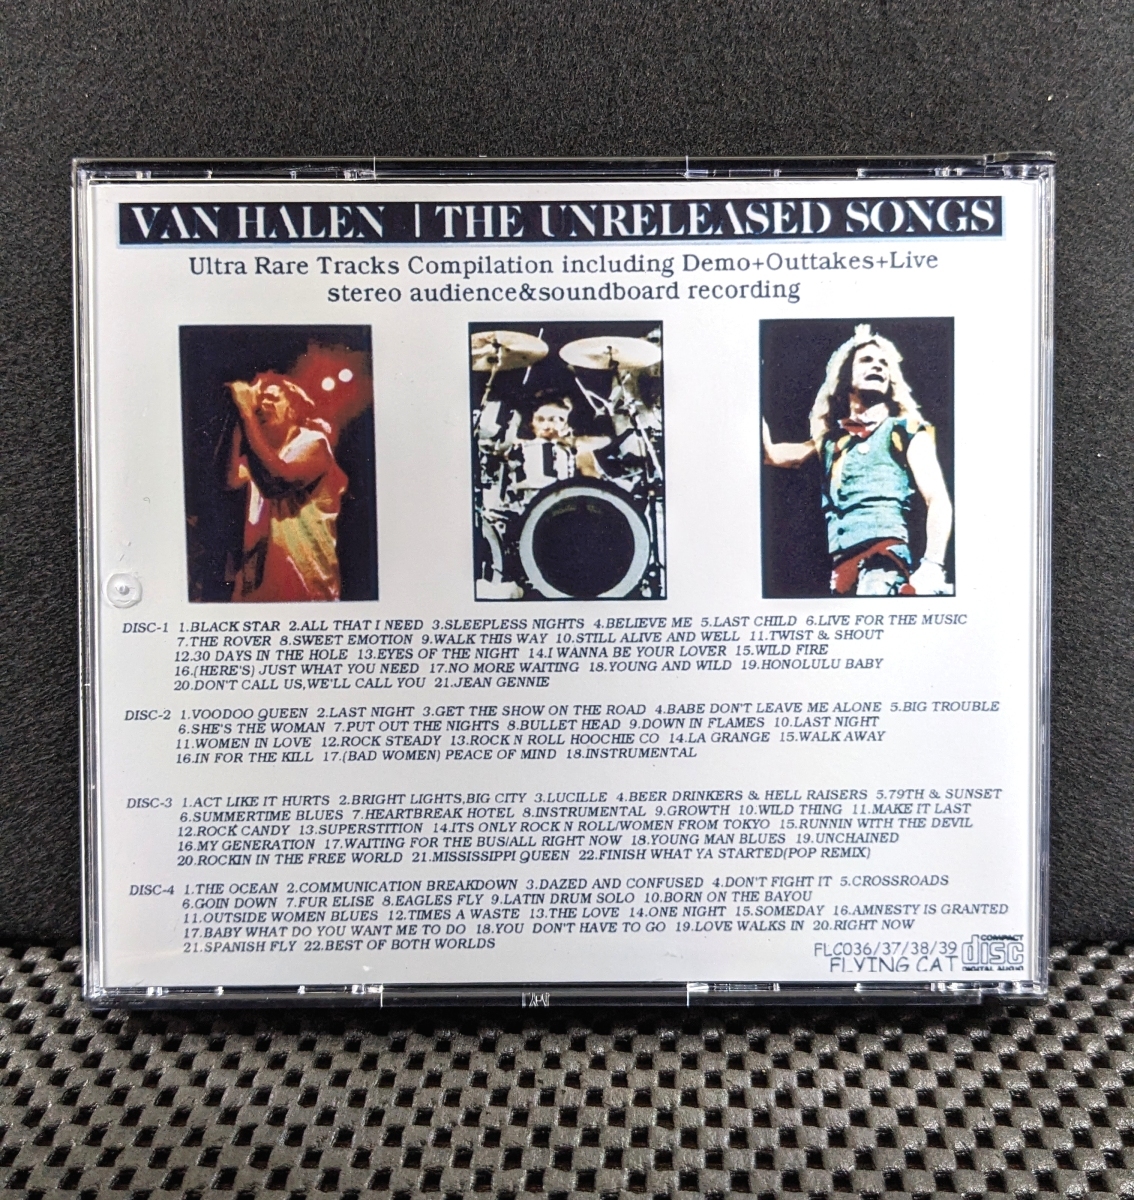 VAN HALEN | THE UNRELEASED SONGS
Ultra Rare Tracks Compilation including Demo+Outtakes+Live
stereo audience&soundboard recording
DISC-1 1.BLACK STAR 2.ALL THAT I NEED 3.SLEEPLESS NIGHTS 4.BELIEVE ME 5.LAST CHILD 6.LIVE FOR THE MUSIC
7.THE ROVER 8.SWEET EMOTION 9.WALK THIS WAY 10.STILL ALIVE AND WELL 11.TWIST & SHOUT
12.30 DAYS IN THE HOLE 13.EYES OF THE NIGHT 14.I WANNA BE YOUR LOVER 15.WILD FIRE
16.(HERE'S) JUST WHAT YOU NEED 17.NO MORE WAITING 18.YOUNG AND WILD 19.HONOLULU BABY
20.DON'T CALL US,WE'LL CALL YOU 21.JEAN GENNIE
DISC-2 1.VOODOO QUEEN 2.LAST NIGHT 3.GET THE SHOW ON THE ROAD 4.BABE DON'T LEAVE ME ALONE 5.BIG TROUBLE
6.SHE'S THE WOMAN 7.PUT OUT THE NIGHTS 8.BULLET HEAD 9.DOWN IN FLAMES 10.LAST NIGHT
11.WOMEN IN LOVE 12.ROCK STEADY 13.ROCK N ROLL HOOCHIE CO 14.LA GRANGE 15.WALK AWAY
16.IN FOR THE KILL 17.(BAD WOMEN) PEACE OF MIND 18.INSTRUMENTAL
DISC-3 1.ACT LIKE IT HURTS 2.BRIGHT LIGHTS,BIG CITY 3.LUCILLE 4.BEER DRINKERS & HELL RAISERS 5.79TH & SUNSET
6.SUMMERTIME BLUES 7.HEARTBREAK HOTEL 8.INSTRUMENTAL 9.GROWTH 10.WILD THING 11.MAKE IT LAST
12.ROCK CANDY 13.SUPERSTITION 14.ITS ONLY ROCK N ROLL/WOMEN FROM TOKYO 15.RUNNIN WITH THE DEVIL
16.MY GENERATION 17.WAITING FOR THE BUS/ALL RIGHT NOW 18.YOUNG MAN BLUES 19.UNCHAINED
20.ROCKIN IN THE FREE WORLD 21.MISSISSIPPI QUEEN 22.FINISH WHAT YA STARTED(POP REMIX)
DISC-4 1.THE OCEAN 2.COMMUNICATION BREAKDOWN 3.DAZED AND CONFUSED 4.DON'T FIGHT IT 5.CROSSROADS
6.GOIN DOWN 7.FUR ELISE 8.EAGLES FLY 9.LATIN DRUM SOLO 10.BORN ON THE BAYOU
11.OUTSIDE WOMEN BLUES 12.TIMES A WASTE 13.THE LOVE 14.ONE NIGHT 15.SOMEDAY 16.AMNESTY IS GRANTED
17.BABY WHAT DO YOU WANT ME TO DO 18.YOU DON'T HAVE TO GO 19.LOVE WALKS IN 20.RIGHT NOW
21.SPANISH FLY 22.BEST OF BOTH WORLDS
FLC036/37/38/39
FLYING CAT
COMPACT
disc
DIGITAL AUDIO